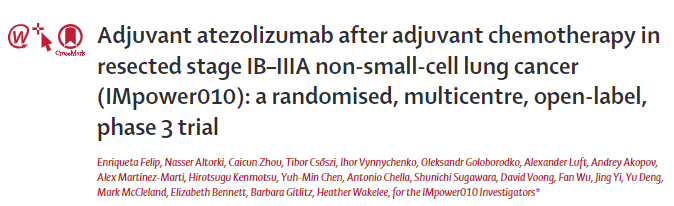 Adjuvant atezolizumab after adjuvant chemotherapy in
resected stage IB–IIIA non-small-cell lung cancer
(IMpower010): a randomised, multicentre, open-label,
phase 3 trial
W
CrossMark
Enriqueta Felip, Nasser Altorki, Caicun Zhou, Tibor Csőszi, Ihor Vynnychenko, Oleksandr Goloborodko, Alexander Luft, Andrey Akopov,
Alex Martinez-Marti, Hirotsugu Kenmotsu, Yuh-Min Chen, Antonio Chella, Shunichi Sugawara, David Voong, Fan Wu, Jing Yi, Yu Deng,
Mark McCleland, Elizabeth Bennett, Barbara Gitlitz, Heather Wakelee, for the IMpower010 Investigators*